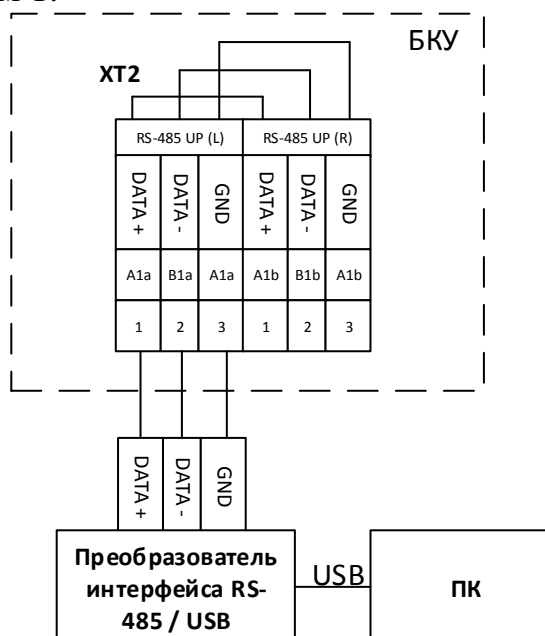 БКУ
XT2
RS-485 UP (L) RS-485 UP (R)
DATA + DATA - GND DATA + DATA - GND
A1a B1a A1a A1b B1b A1b
1 2 3 1 2 3
DATA + DATA - GND
Преобразователь
интерфейса RS-
485 / USB
USB
ПК